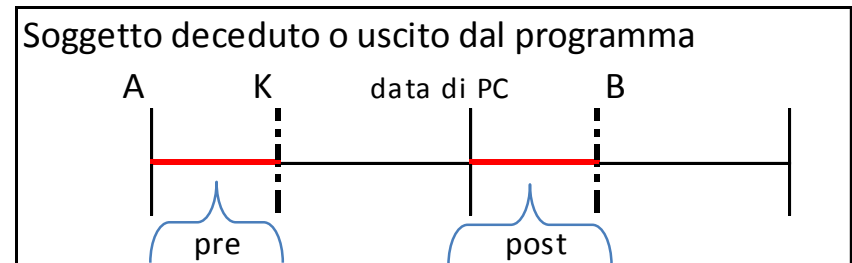 Soggetto deceduto o uscito dal programma
A K data di PC B
pre post